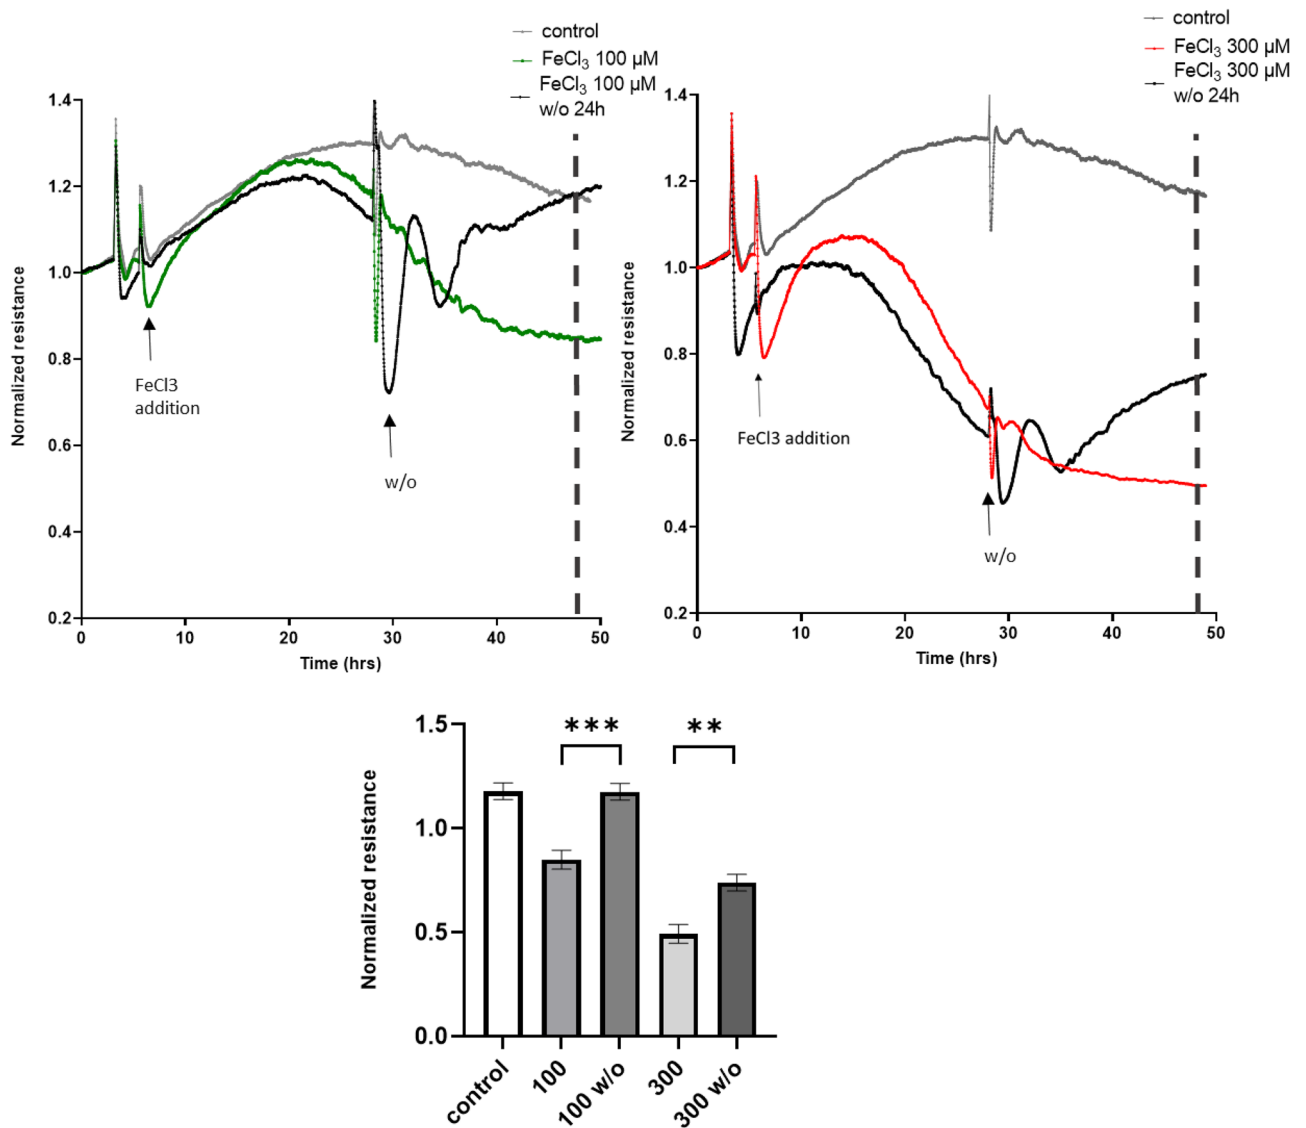 control
FeCl3 100 µM
FeCl3 100 µM
w/o 24h
1.4
1.2
1.0
0.8
0.6
0.4
0.2
Normalized resistance
FeCl3
addition
w/o
0 10 20 30 40 50
Time (hrs)
control
FeCl3 300 µM
FeCl3 300 µM
w/o 24h
1.4
1.2
1.0
0.8
0.6
0.4
0.2
Normalized resistance
FeCl3 addition
w/o
0 10 20 30 40 50
Time (hrs)
1.5
1.0
0.5
0.0
Normalized resistance
*** **
control 100 100 w/o 300 300 w/o